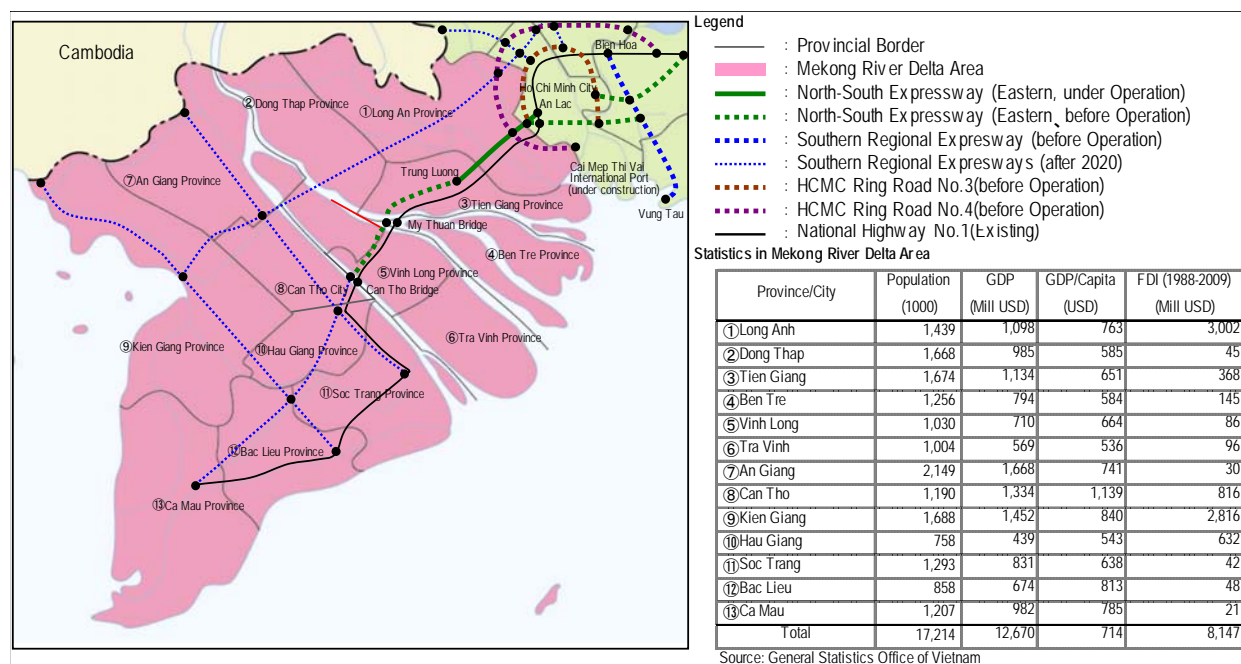 Cambodia
Bien Hoa
Ho Chi Minh City
An Lac
②Dong Thap Province
①Long An Province
Cai Mep Thi Vai
International Port
(under construction)
Trung Luong
⑦An Giang Province
③Tien Giang Province
Vung Tau
My Thuan Bridge
④Ben Tre Province
⑤Vinh Long Province
⑧Can Tho City
Can Tho Bridge
⑥Tra Vinh Province
⑨Kien Giang Province
⑩Hau Giang Province
⑪Soc Trang Province
⑫Bac Lieu Province
⑬Ca Mau Province
Legend
: Provincial Border
: Mekong River Delta Area
: North-South Expressway (Eastern, under Operation)
: North-South Expressway (Eastern、before Operation)
: Southern Regional Expresway (before Operation)
: Southern Regional Expresways (after 2020)
: HCMC Ring Road No.3(before Operation)
: HCMC Ring Road No.4(before Operation)
: National Highway No.1(Existing)
Statistics in Mekong River Delta Area
Province/City Population (1000) GDP (Mill USD) GDP/Capita (USD) FDI (1988-2009) (Mill USD)
①Long Anh 1,439 1,098 763 3,002
②Dong Thap 1,668 985 585 45
③Tien Giang 1,674 1,134 651 368
④Ben Tre 1,256 794 584 145
⑤Vinh Long 1,030 710 664 86
⑥Tra Vinh 1,004 569 536 96
⑦An Giang 2,149 1,668 741 30
⑧Can Tho 1,190 1,334 1,139 816
⑨Kien Giang 1,688 1,452 840 2,816
⑩Hau Giang 758 439 543 632
⑪Soc Trang 1,293 831 638 42
⑫Bac Lieu 858 674 813 48
⑬Ca Mau 1,207 982 785 21
Total 17,214 12,670 714 8,147
Source: General Statistics Office of Vietnam